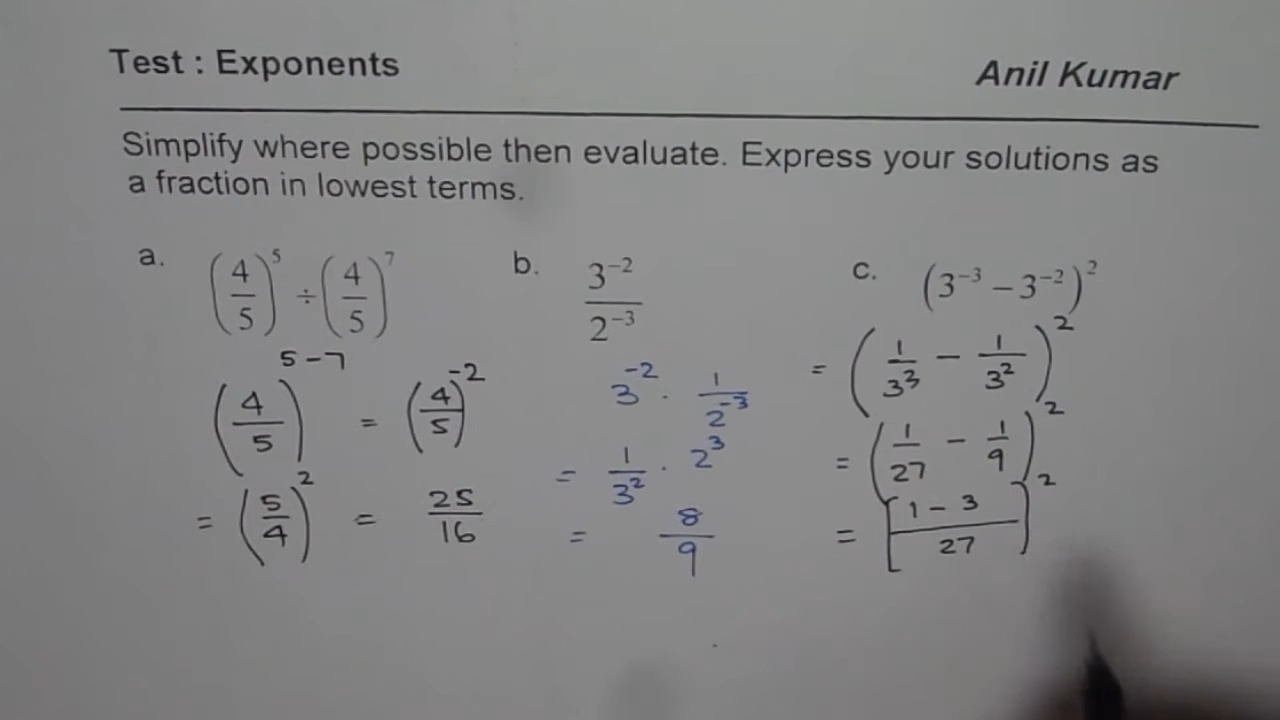 Test : Exponents
Anil Kumar
Simplify where possible then evaluate. Express your solutions as
a fraction in lowest terms.
a. (4/5)^5 ÷ (4/5)^7
(4/5)^(5-7) = (4/5)^-2
= (5/4)^2 = 25/16
b. 3^-2/2^-3
3^-2 · 1/2^-3
= 1/3^2 · 2^3
= 8/9
c. (3^-3 – 3^-2)^2
= (1/3^3 - 1/3^2)^2
= (1/27 - 1/9)^2
= [(1-3)/27]^2